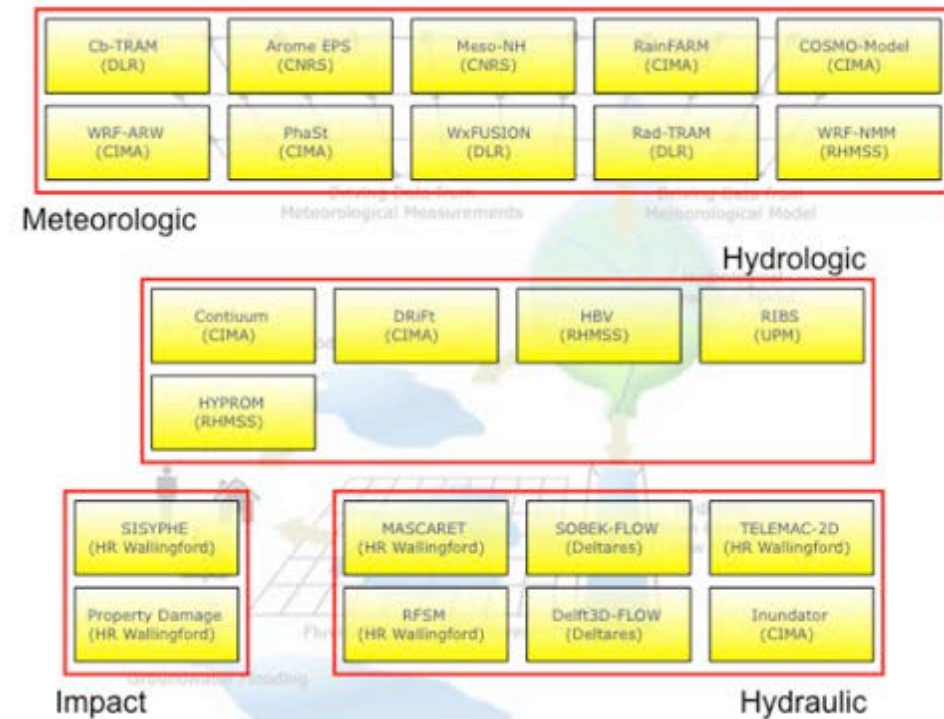 Cb-TRAM
(DLR)
Arome EPS
(CNRS)
Meso-NH
(CNRS)
RainFARM
(CIMA)
COSMO-Model
(CIMA)
WRF-ARW
(CIMA)
PhaSt
(CIMA)
WxFUSION
(DLR)
Rad-TRAM
(DLR)
WRF-NMM
(RHMSS)
Driving Data from
Meteorological Measurements
Driving Data from
Meteorological Model
Meteorologic
Hydrologic
Contiuum
(CIMA)
DRiFt
(CIMA)
HBV
(RHMSS)
RIBS
(UPM)
HYPROM
(RHMSS)
SISYPHE
(HR Wallingford)
Property Damage
(HR Wallingford)
MASCARET
(HR Wallingford)
SOBEK-FLOW
(Deltares)
TELEMAC-2D
(HR Wallingford)
RFSM
(HR Wallingford)
Delft3D-FLOW
(Deltares)
Inundator
(CIMA)
Groundwater Flooding
Impact
Hydraulic